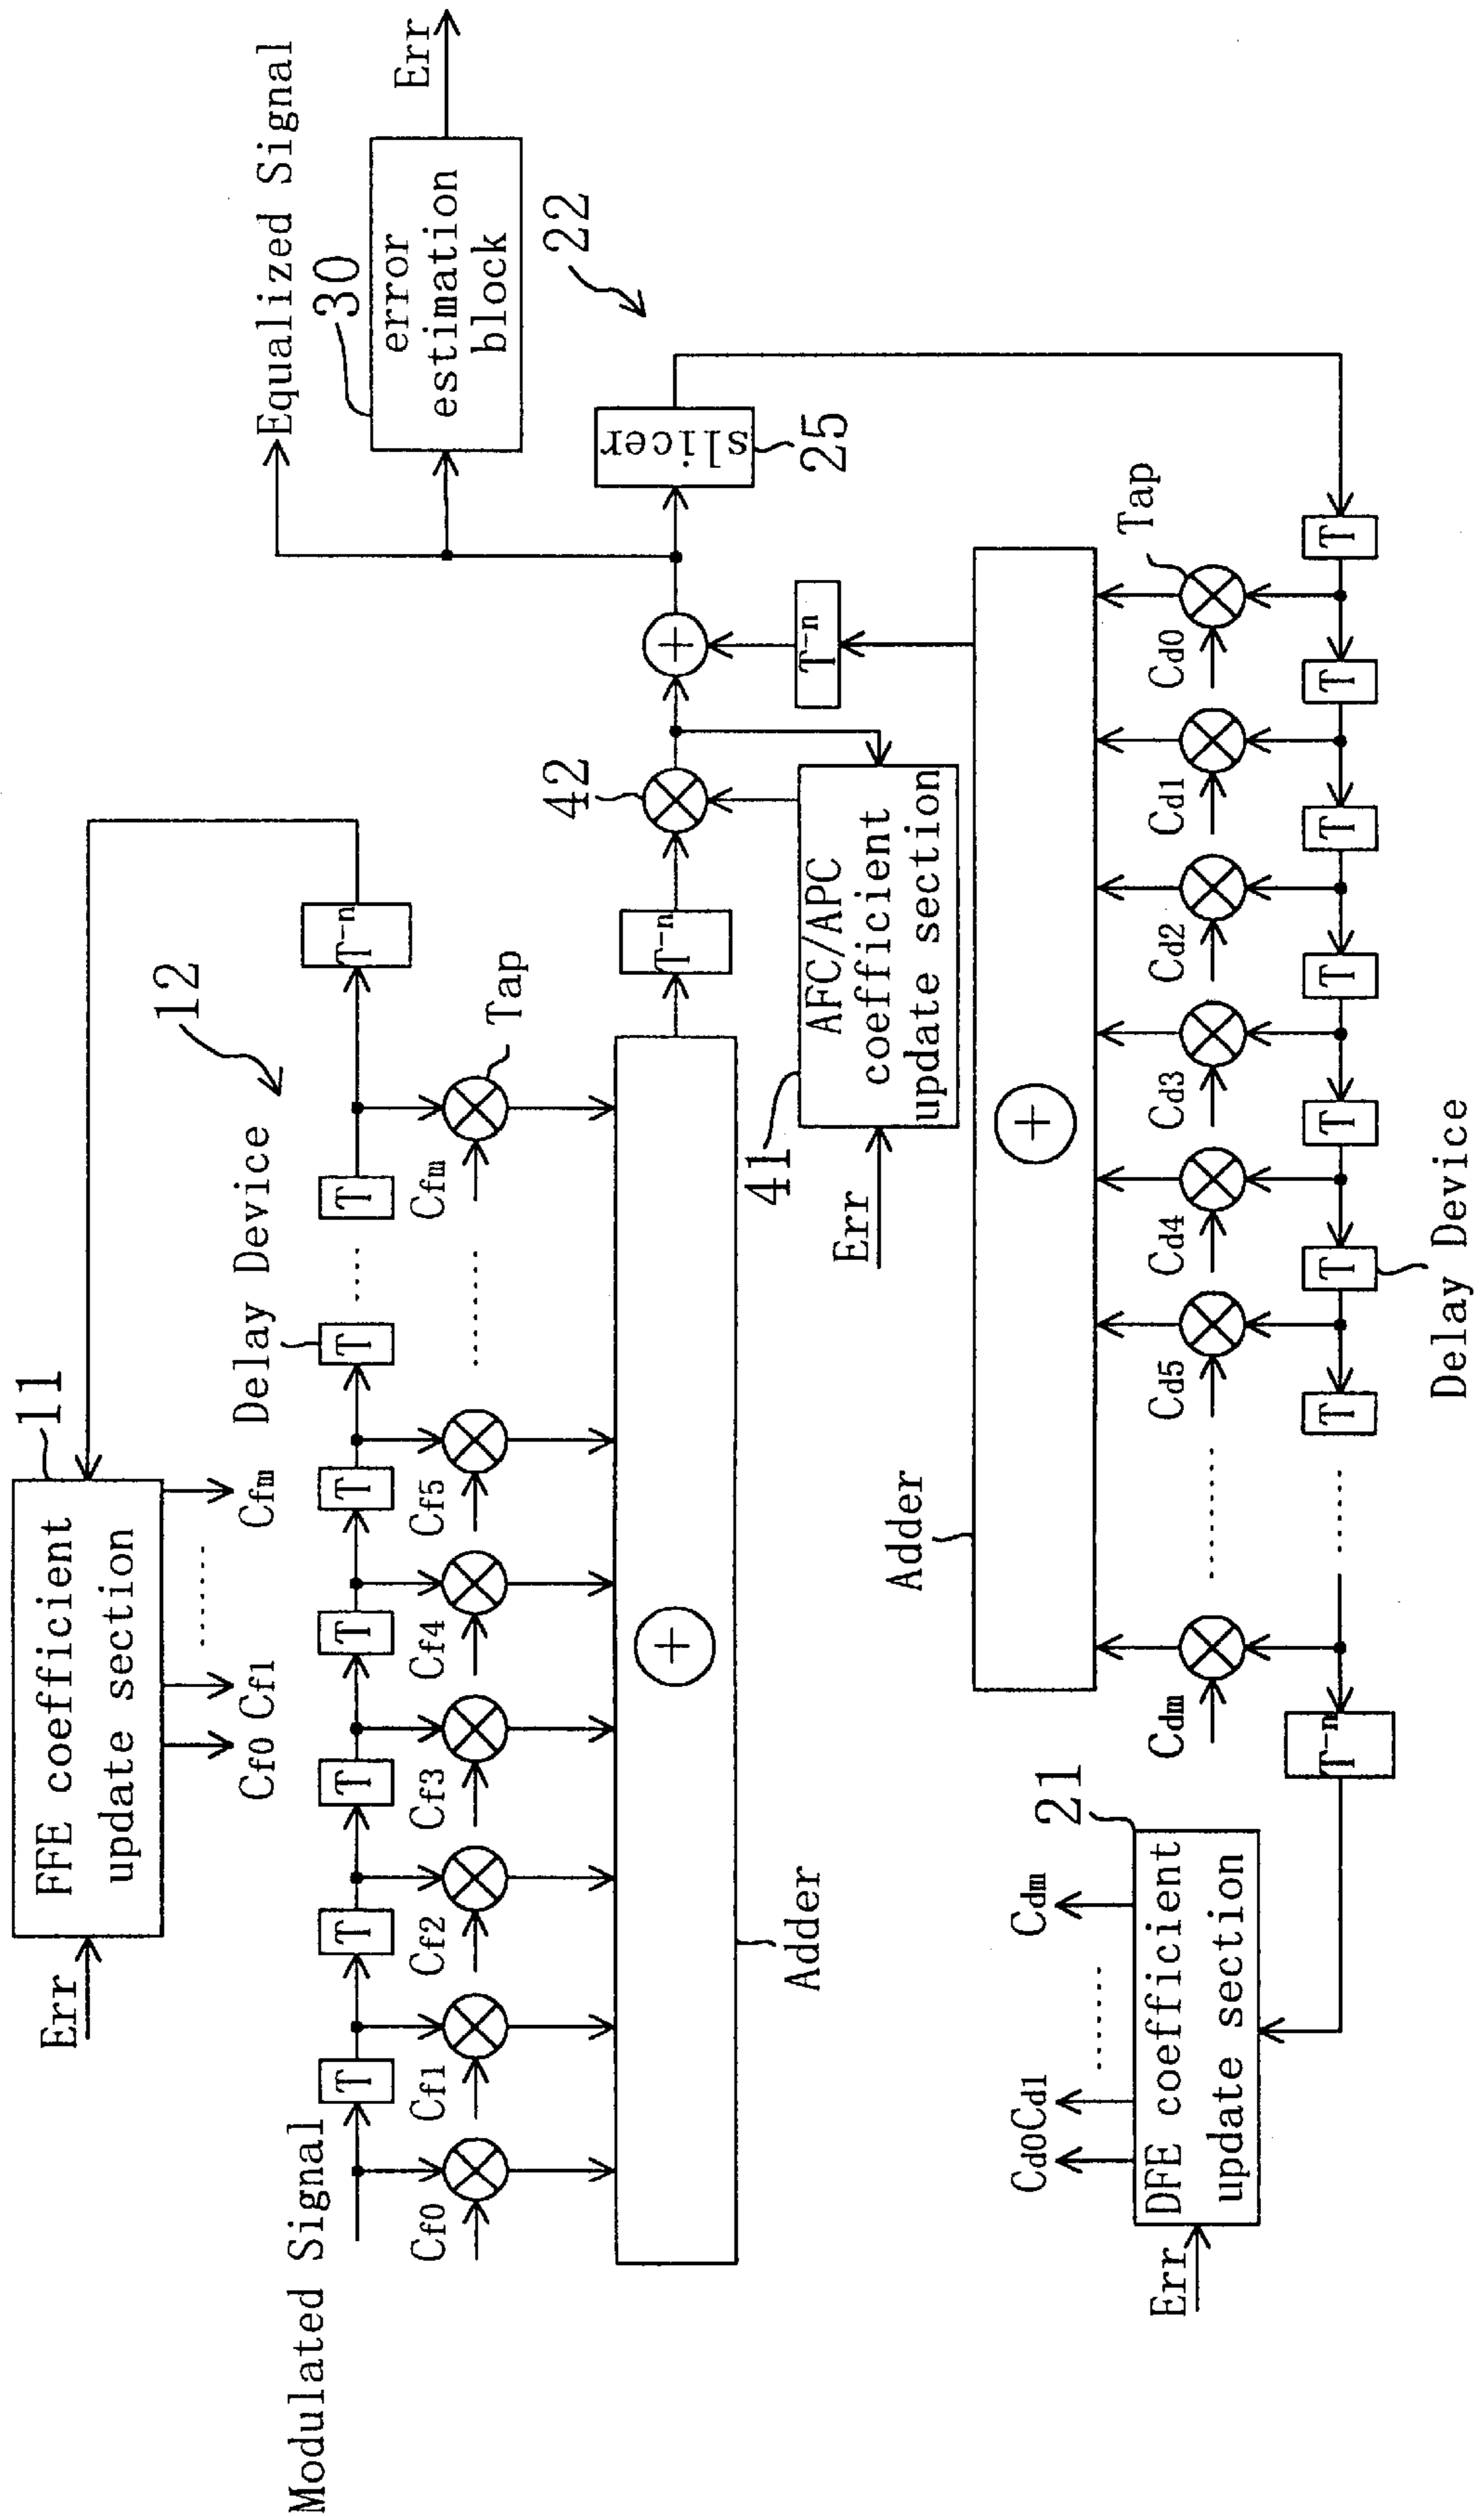 Err
FFE coefficient
update section
11
Cf0
Cf1
Cfm
Modulated Signal
T
T
T
T
T
T
T
T⁻ⁿ
Delay Device
12
Cf0
Cf1
Cf2
Cf3
Cf4
Cf5
Cfm
Tap
+
Adder
T⁻ⁿ
42
+
Equalized Signal
30
error
estimation
block
Err
22
slicer
25
Err
41
AFC/APC
coefficient
update section
T⁻ⁿ
Adder
+
Cdm
Cd5
Cd4
Cd3
Cd2
Cd1
Cd0
Tap
T⁻ⁿ
T
T
T
T
T
T
T
Delay Device
Cd0
Cd1
Cdm
21
Err
DFE coefficient
update section